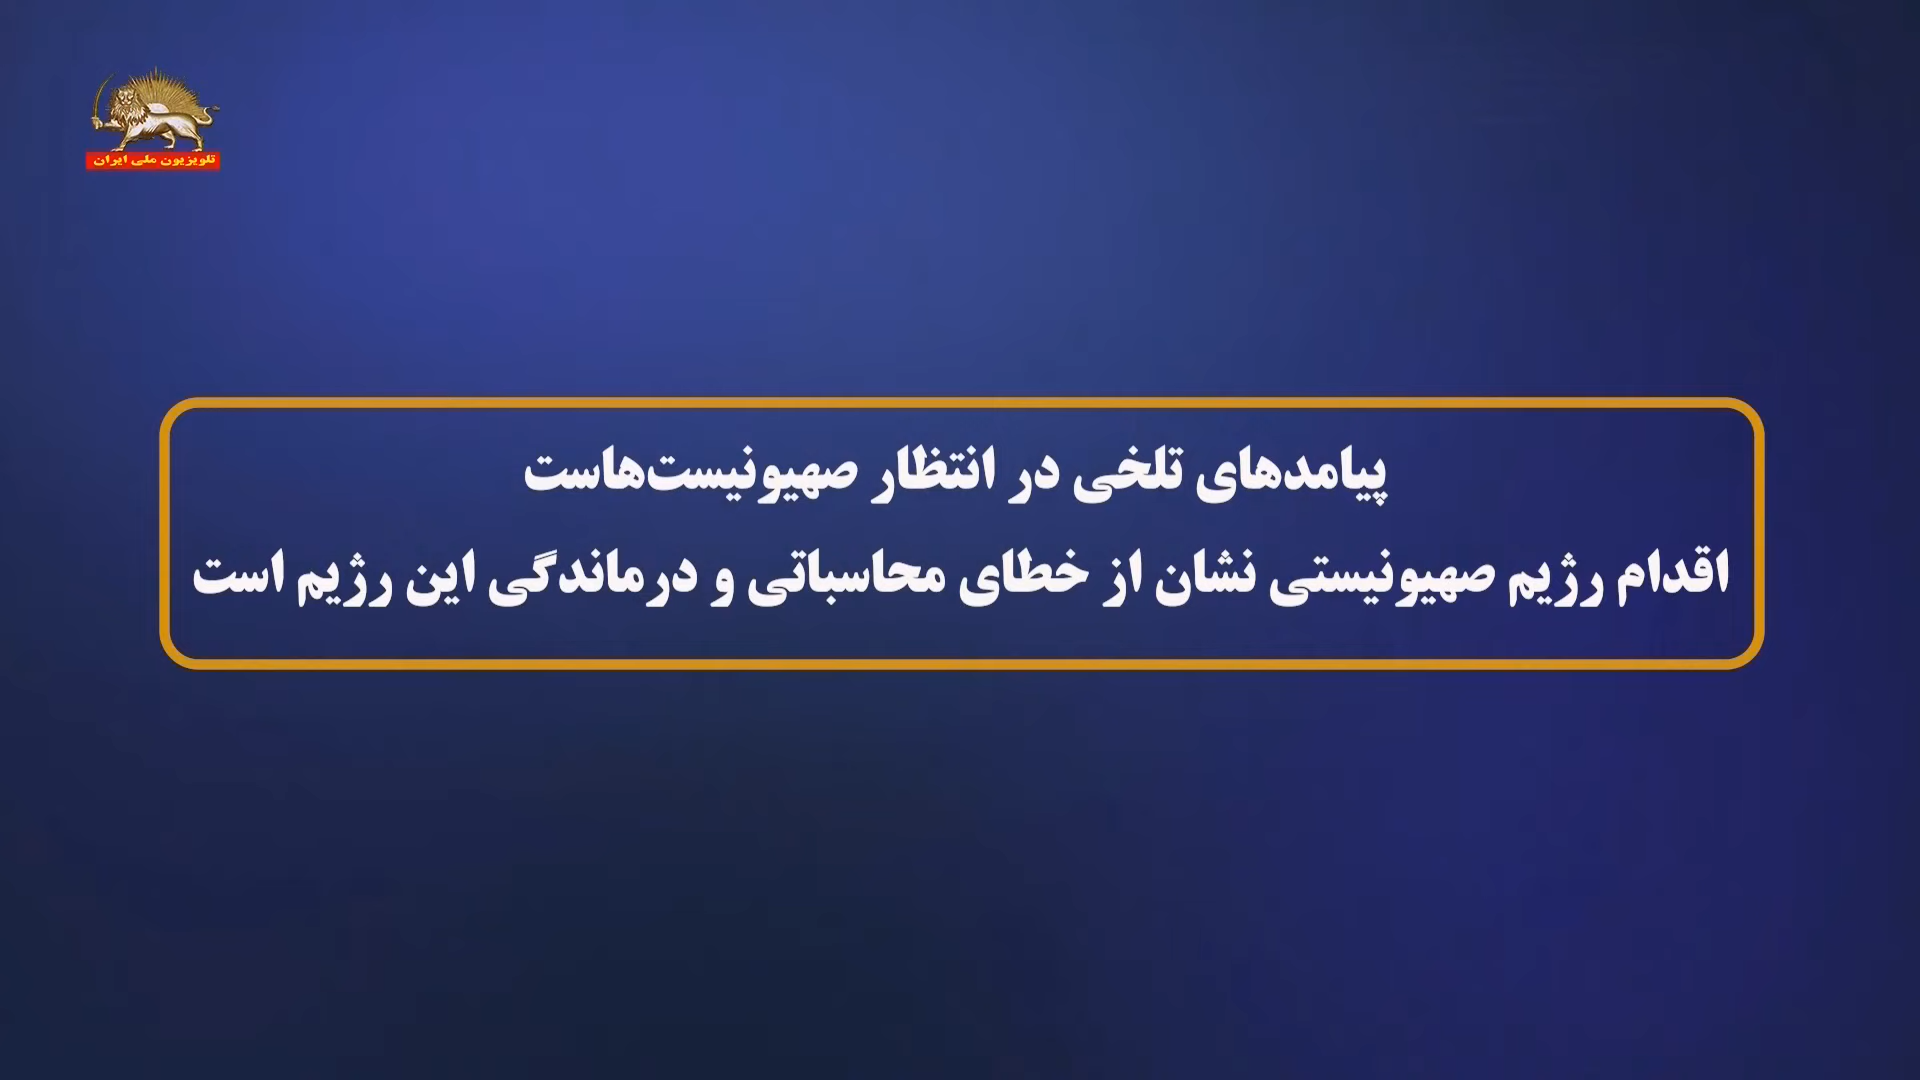 تلویزیون ملی ایران
پیامدهای تلخی در انتظار صهیونیست‌هاست
اقدام رژیم صهیونیستی نشان از خطای محاسباتی و درماندگی این رژیم است